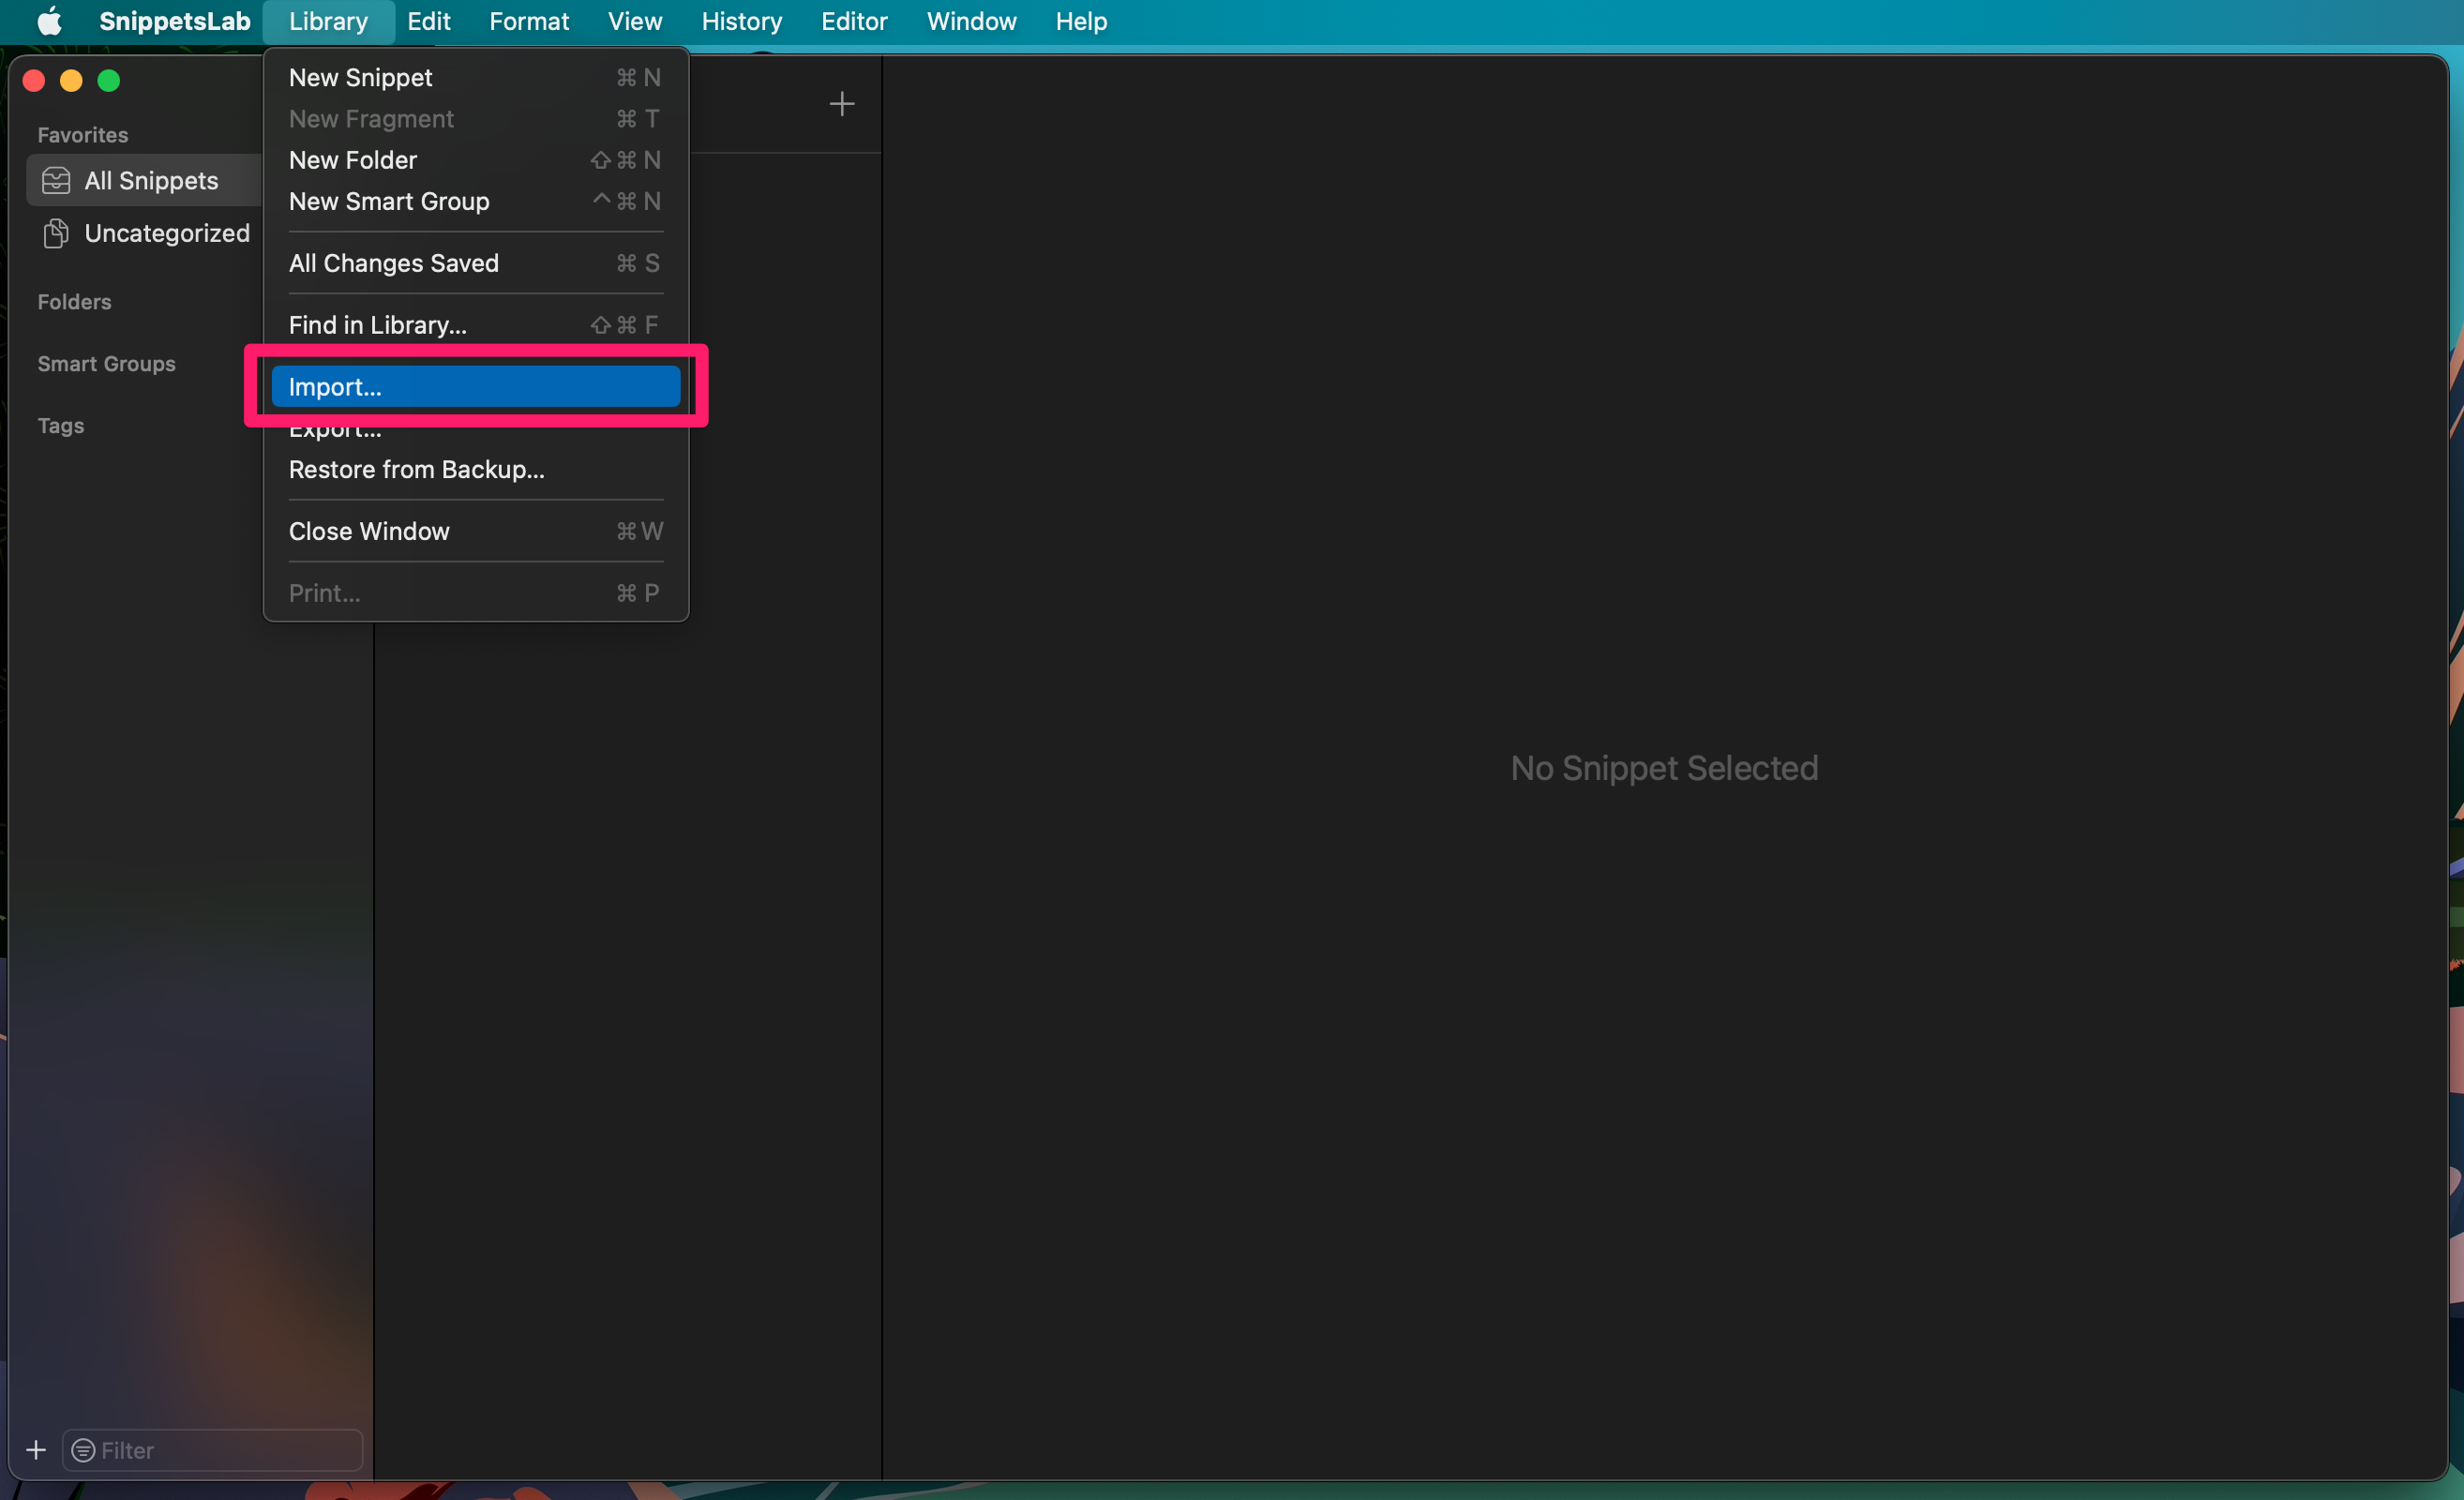 SnippetsLab Library Edit Format View History Editor Window Help
Favorites
All Snippets
Uncategorized
Folders
Smart Groups
Tags
New Snippet ⌘ N
New Fragment ⌘ T
New Folder ⇧ ⌘ N
New Smart Group ^ ⌘ N
All Changes Saved ⌘ S
Find in Library... ⇧ ⌘ F
Import...
Export...
Restore from Backup...
Close Window ⌘ W
Print... ⌘ P
No Snippet Selected
Filter